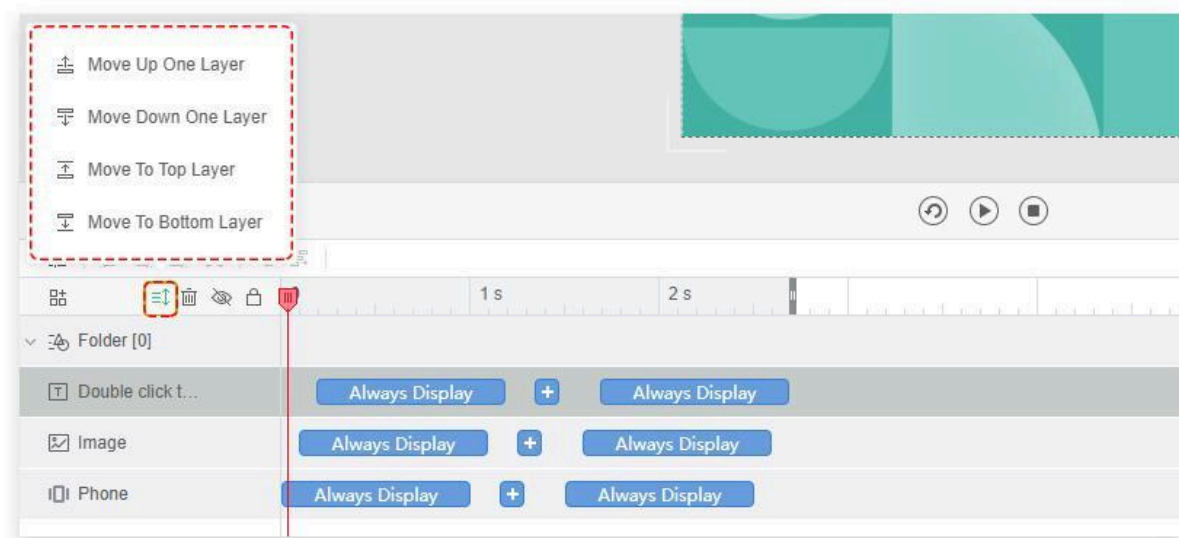 Move Up One Layer
Move Down One Layer
Move To Top Layer
Move To Bottom Layer
1 s
2 s
Folder [0]
Double click t...
Always Display
Always Display
Image
Always Display
Always Display
Phone
Always Display
Always Display